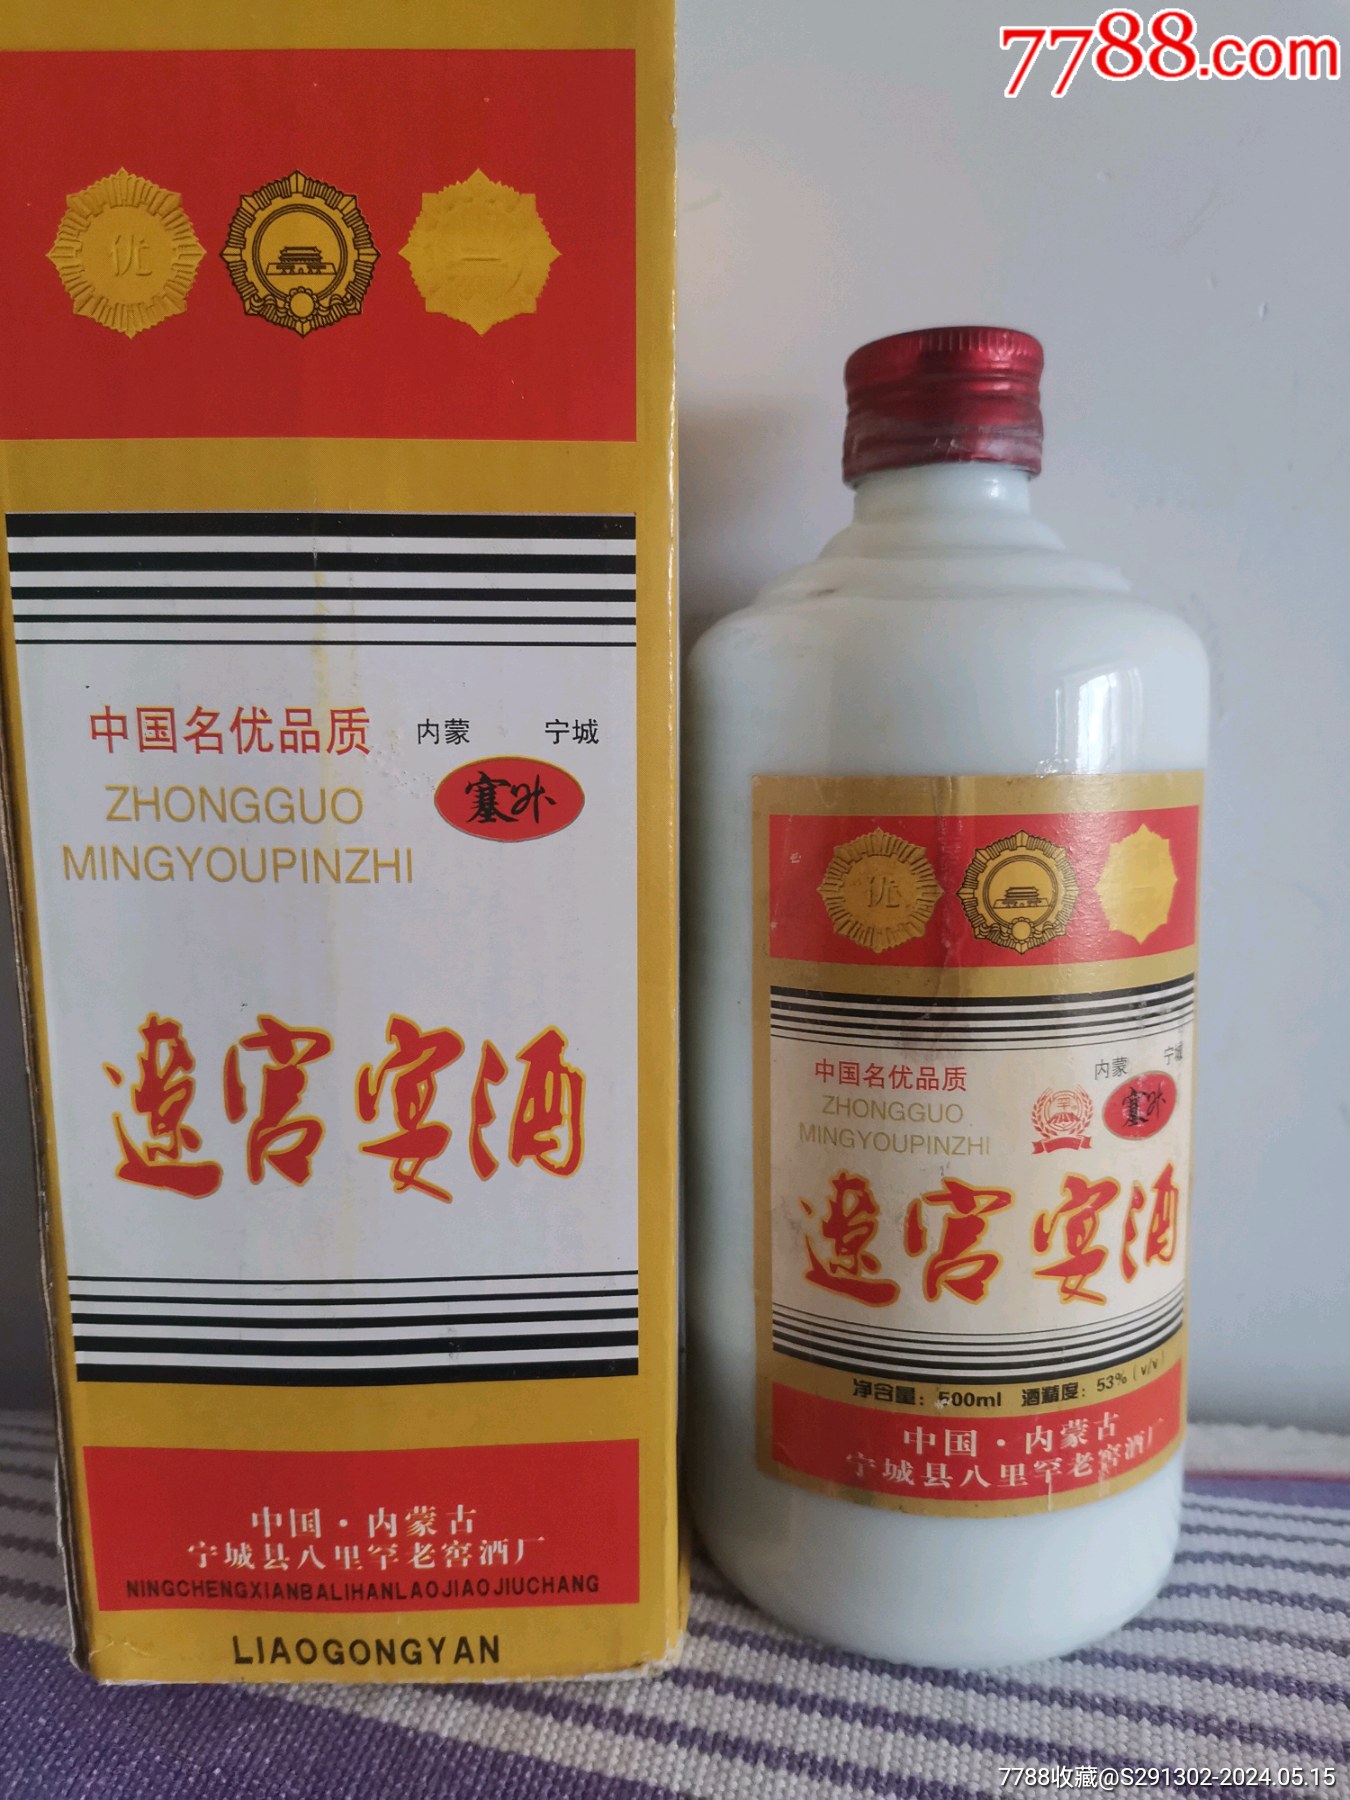 7788.com
优
一
中国名优品质
内蒙 宁城
塞外
ZHONGGUO
MINGYOUPINZHI
遼宫宴酒
中国·内蒙古
宁城县八里罕老窖酒厂
NINGCHENGXIANBALIHANLAOJIAOJIUCHANG
LIAOGONGYAN
优
中国名优品质
内蒙 宁城
塞外
ZHONGGUO
MINGYOUPINZHI
遼宫宴酒
净含量：500ml 酒精度：53%（v/v）
中国·内蒙古
宁城县八里罕老窖酒厂
7788收藏@S291302-2024.05.15